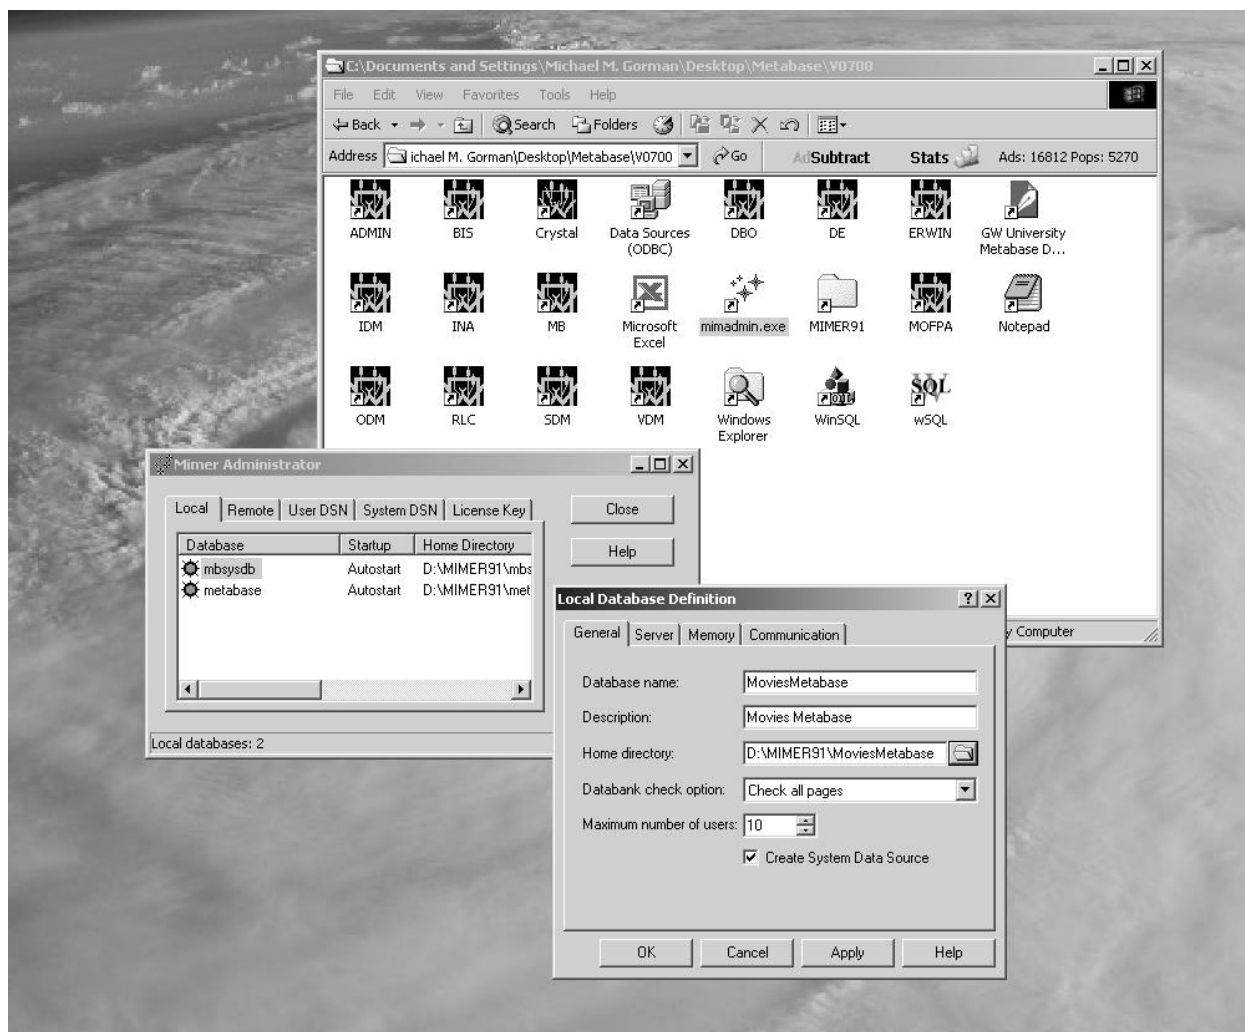 C:\Documents and Settings\Michael M. Gorman\Desktop\Metabase\V0700
File Edit View Favorites Tools Help
Back Search Folders
Address ichael M. Gorman\Desktop\Metabase\V0700 Go AdSubtract Stats Ads: 16812 Pops: 5270
ADMIN BIS Crystal Data Sources (ODBC) DBO DE ERWIN GW University Metabase D...
IDM INA MB Microsoft Excel mimadmin.exe MIMER91 MOFPA Notepad
ODM RLC SDM VDM Windows Explorer WinSQL wSQL
SQL W
y Computer
Mimer Administrator
Local Remote User DSN System DSN License Key
Close
Help
Database Startup Home Directory
mbsysdb Autostart D:\MIMER91\mbs
metabase Autostart D:\MIMER91\met
Local databases: 2
Local Database Definition
General Server Memory Communication
Database name: MoviesMetabase
Description: Movies Metabase
Home directory: D:\MIMER91\MoviesMetabase
Databank check option: Check all pages
Maximum number of users: 10
Create System Data Source
OK Cancel Apply Help